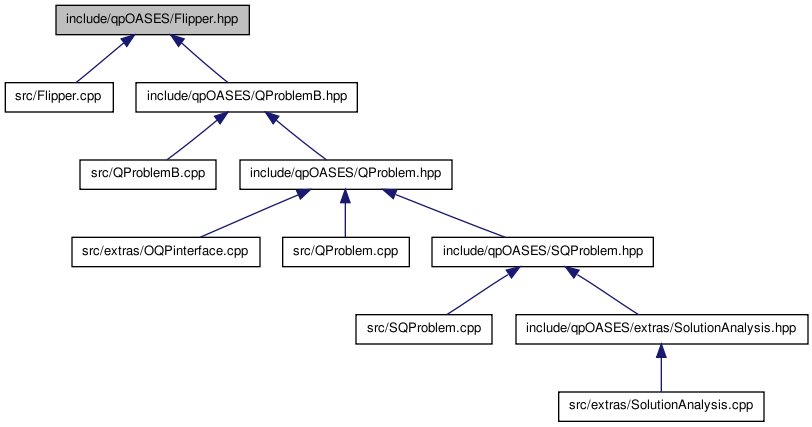 include/qpOASES/Flipper.hpp
src/Flipper.cpp
include/qpOASES/QProblemB.hpp
src/QProblemB.cpp
include/qpOASES/QProblem.hpp
src/extras/OQPinterface.cpp
src/QProblem.cpp
include/qpOASES/SQProblem.hpp
src/SQProblem.cpp
include/qpOASES/extras/SolutionAnalysis.hpp
src/extras/SolutionAnalysis.cpp